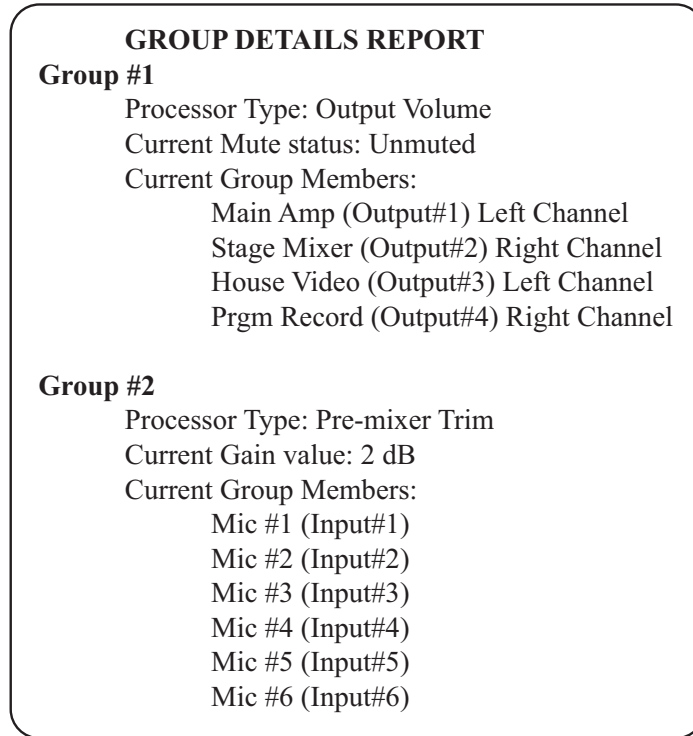 GROUP DETAILS REPORT
Group #1
Processor Type: Output Volume
Current Mute status: Unmuted
Current Group Members:
Main Amp (Output#1) Left Channel
Stage Mixer (Output#2) Right Channel
House Video (Output#3) Left Channel
Prgm Record (Output#4) Right Channel
Group #2
Processor Type: Pre-mixer Trim
Current Gain value: 2 dB
Current Group Members:
Mic #1 (Input#1)
Mic #2 (Input#2)
Mic #3 (Input#3)
Mic #4 (Input#4)
Mic #5 (Input#5)
Mic #6 (Input#6)